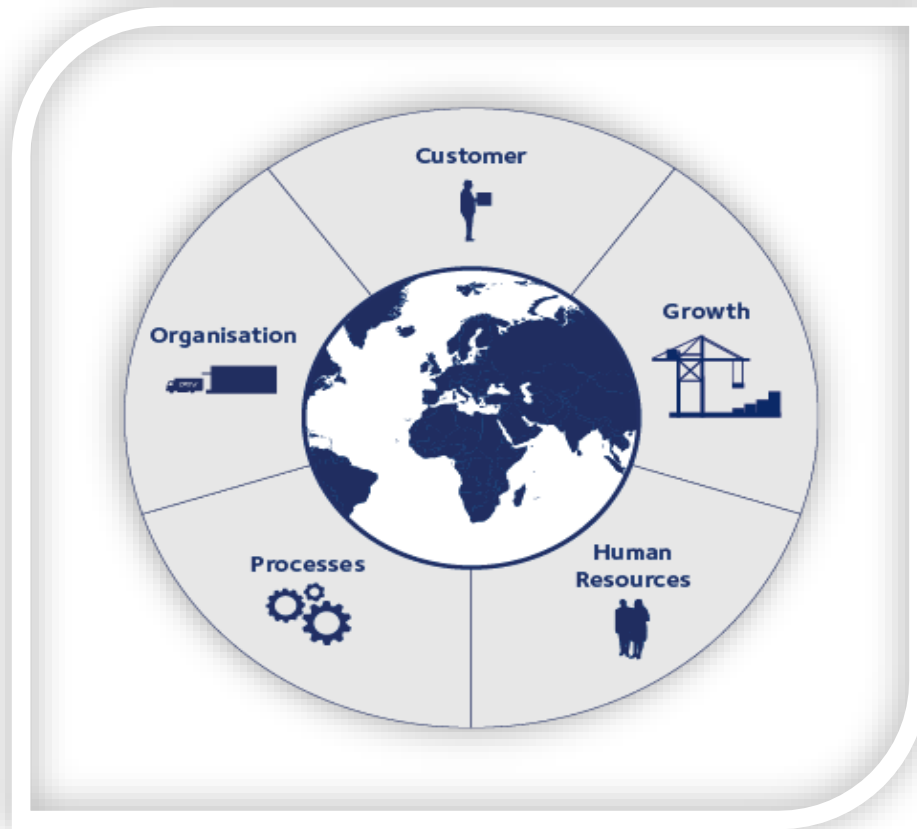 Customer
Growth
Human
Resources
Processes
Organisation